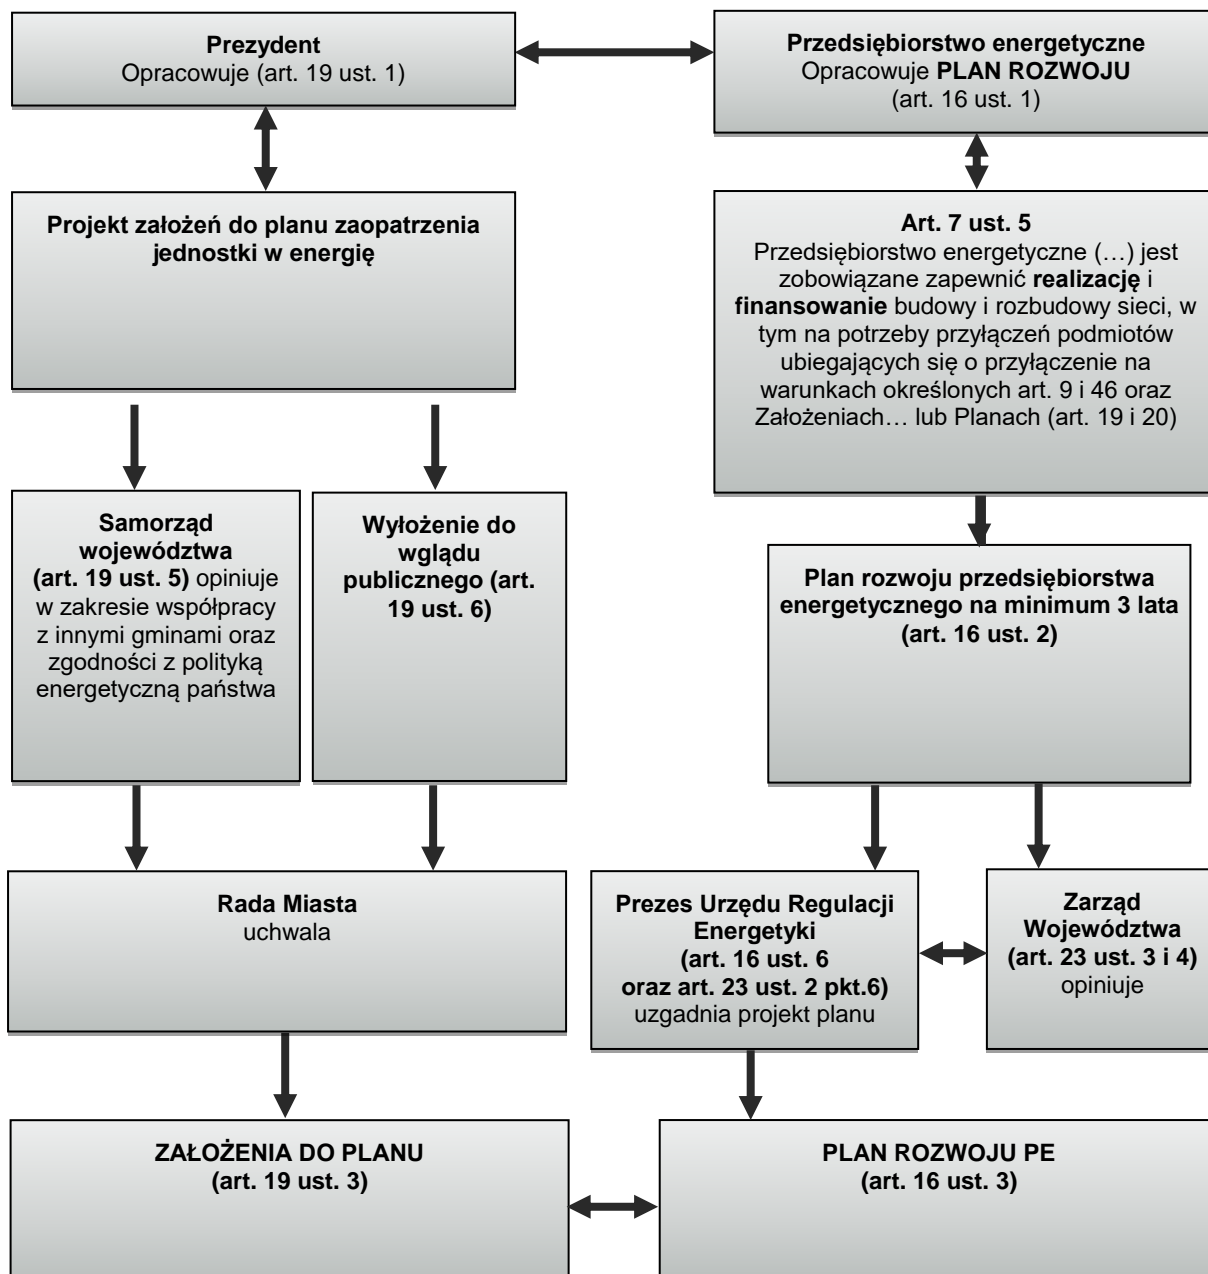 Prezydent
Opracowuje (art. 19 ust. 1)
Przedsiębiorstwo energetyczne
Opracowuje PLAN ROZWOJU
(art. 16 ust. 1)
Projekt założeń do planu zaopatrzenia
jednostki w energię
Art. 7 ust. 5
Przedsiębiorstwo energetyczne (…) jest
zobowiązane zapewnić realizację i
finansowanie budowy i rozbudowy sieci, w
tym na potrzeby przyłączeń podmiotów
ubiegających się o przyłączenie na
warunkach określonych art. 9 i 46 oraz
Założeniach… lub Planach (art. 19 i 20)
Samorząd
województwa
(art. 19 ust. 5) opiniuje
w zakresie współpracy
z innymi gminami oraz
zgodności z polityką
energetyczną państwa
Wyłożenie do
wglądu
publicznego (art.
19 ust. 6)
Plan rozwoju przedsiębiorstwa
energetycznego na minimum 3 lata
(art. 16 ust. 2)
Rada Miasta
uchwala
Prezes Urzędu Regulacji
Energetyki
(art. 16 ust. 6
oraz art. 23 ust. 2 pkt.6)
uzgadnia projekt planu
Zarząd
Województwa
(art. 23 ust. 3 i 4)
opiniuje
ZAŁOŻENIA DO PLANU
(art. 19 ust. 3)
PLAN ROZWOJU PE
(art. 16 ust. 3)